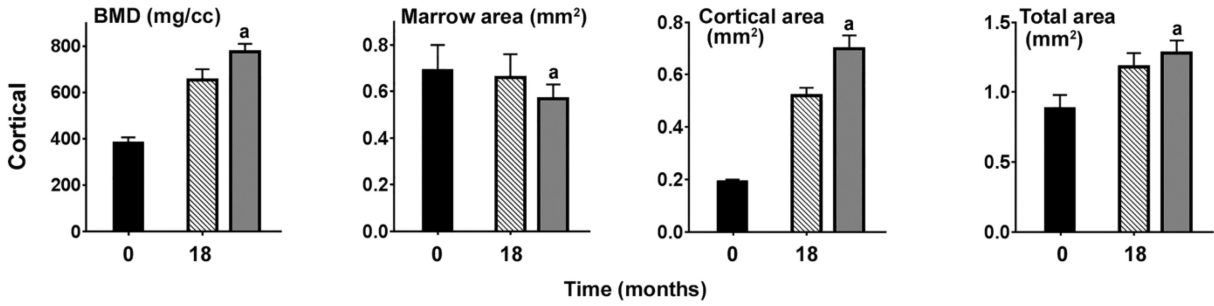 BMD (mg/cc)
Cortical
800
600
400
200
0
a
0 18
Marrow area (mm²)
0.8
0.6
0.4
0.2
0.0
a
0 18
Cortical area
(mm²)
0.8
0.6
0.4
0.2
0.0
a
0 18
Total area
(mm²)
1.5
1.0
1.5
0.0
a
0 18
Time (months)